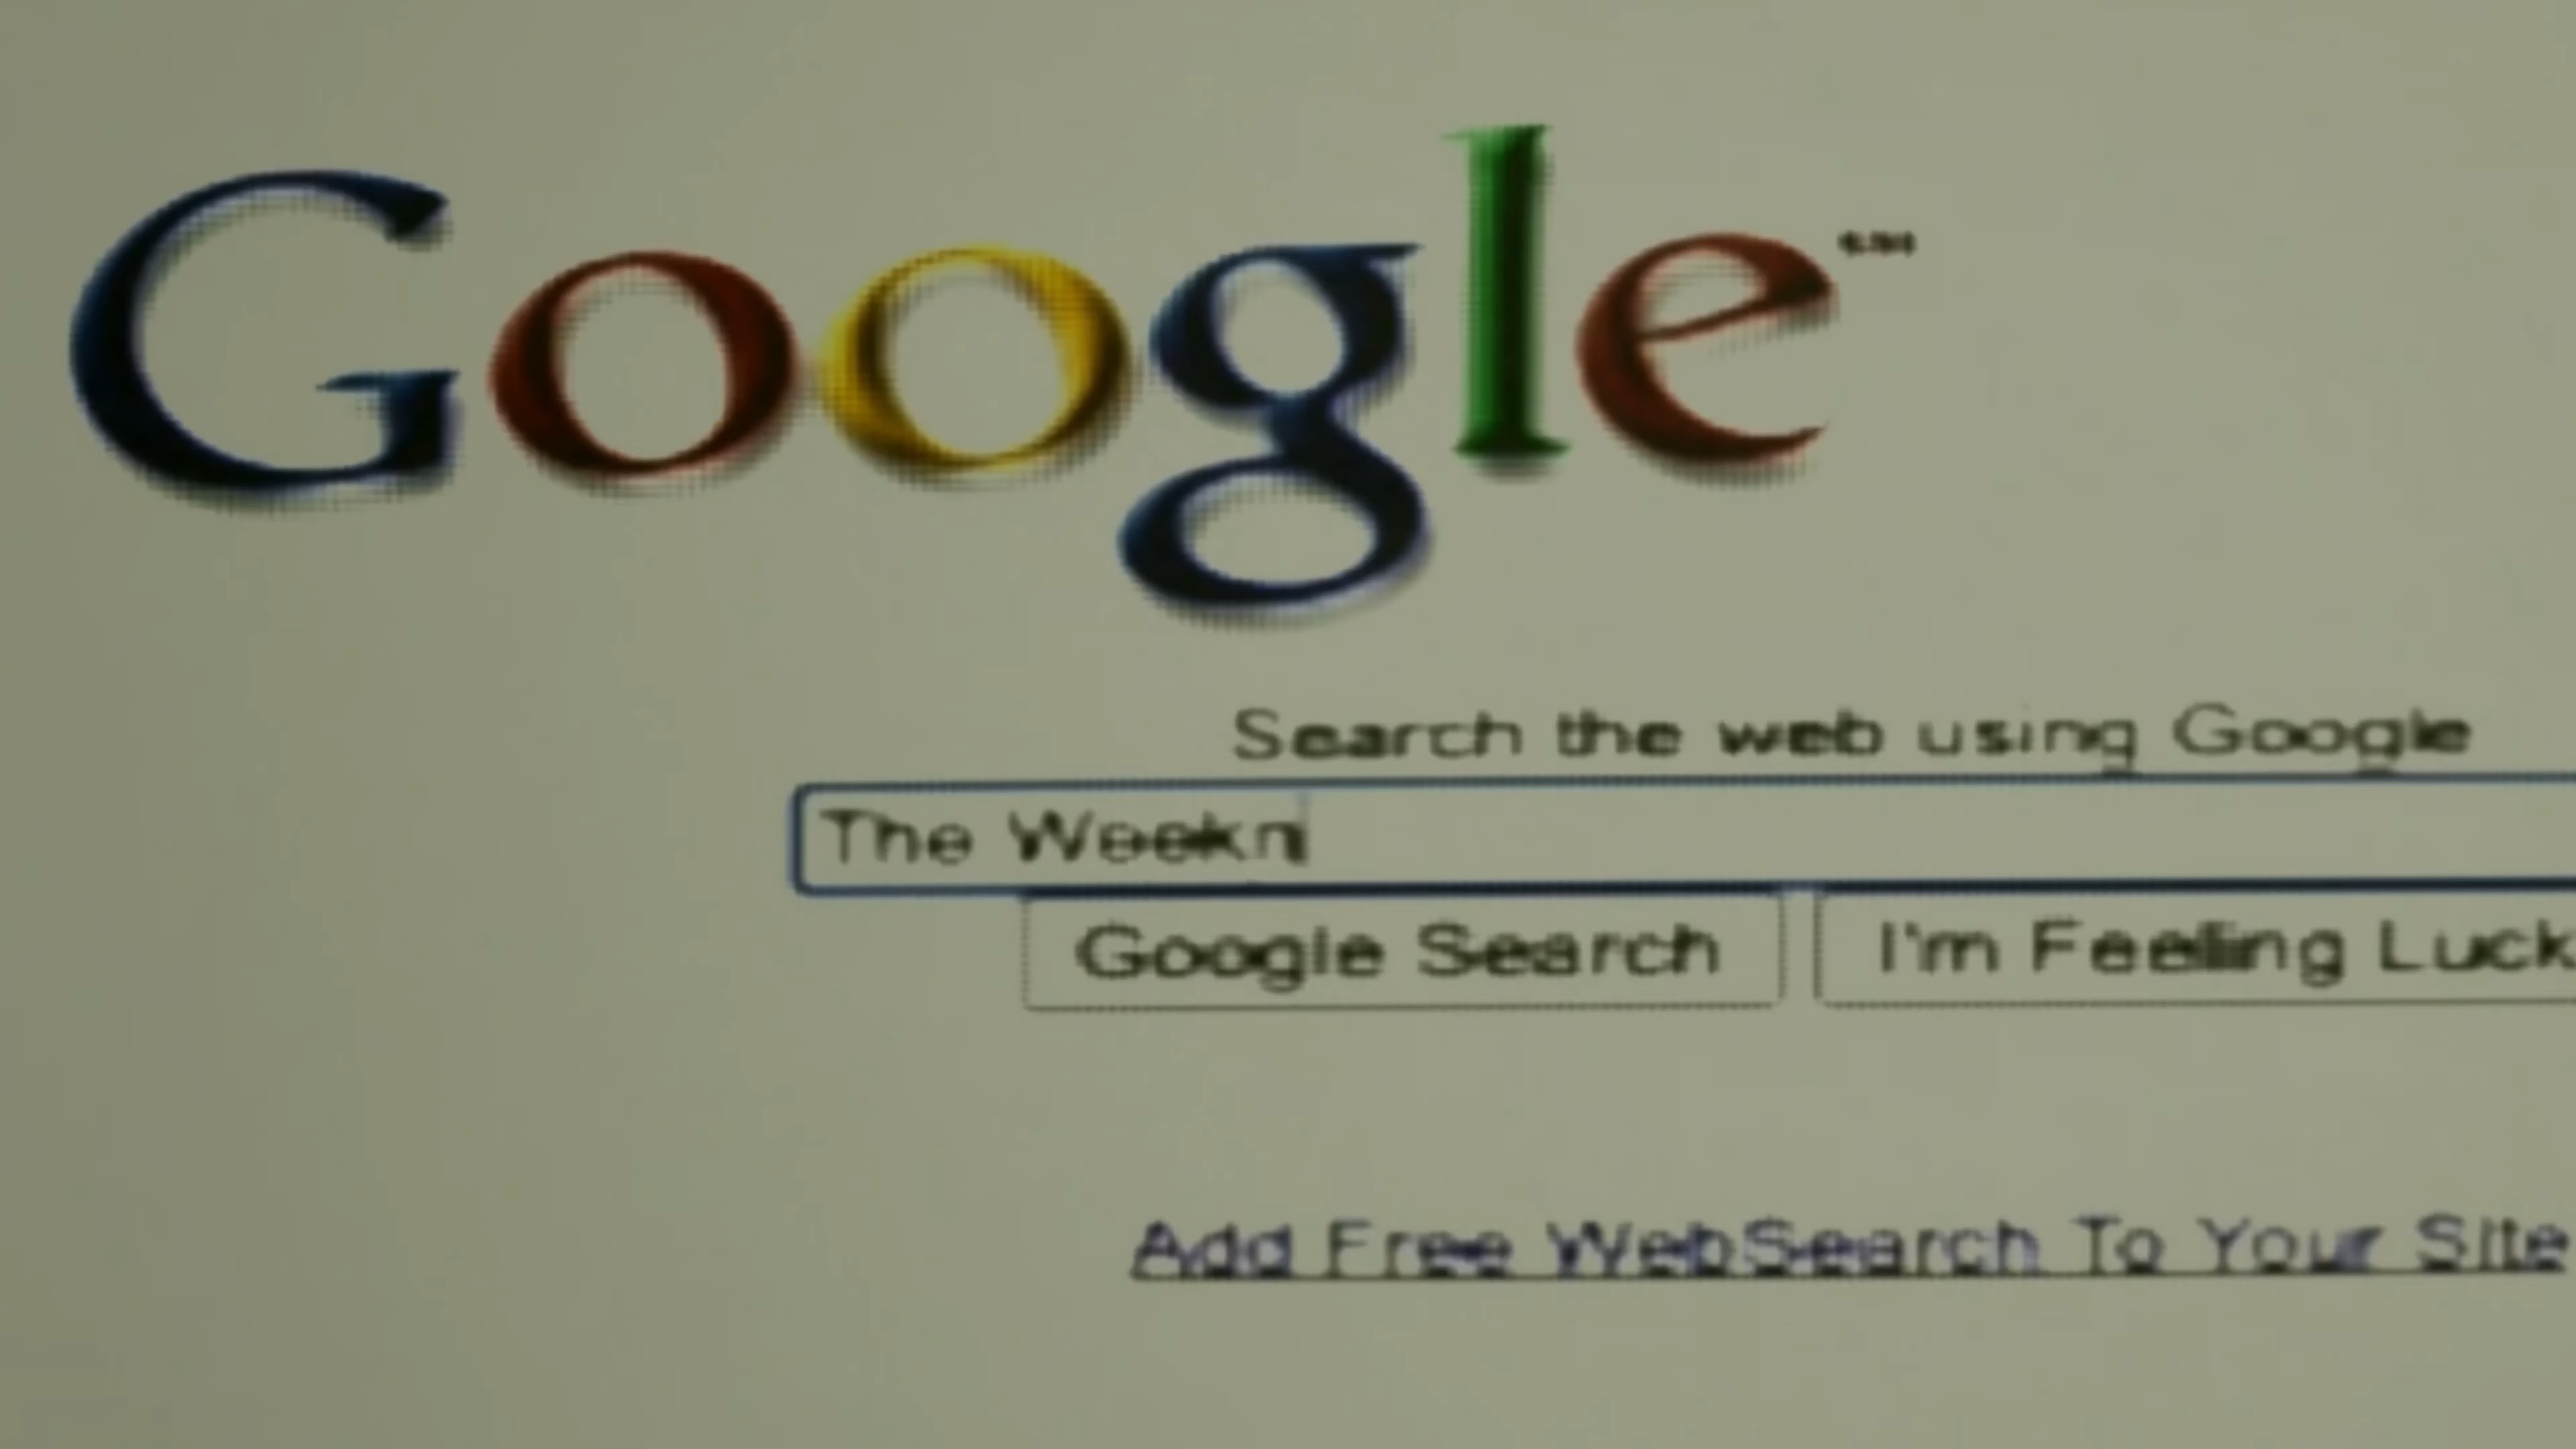 Google
Search the web using Google
The Weekn
Google Search
I'm Feeling Luck
Add Free WebSearch To Your Site